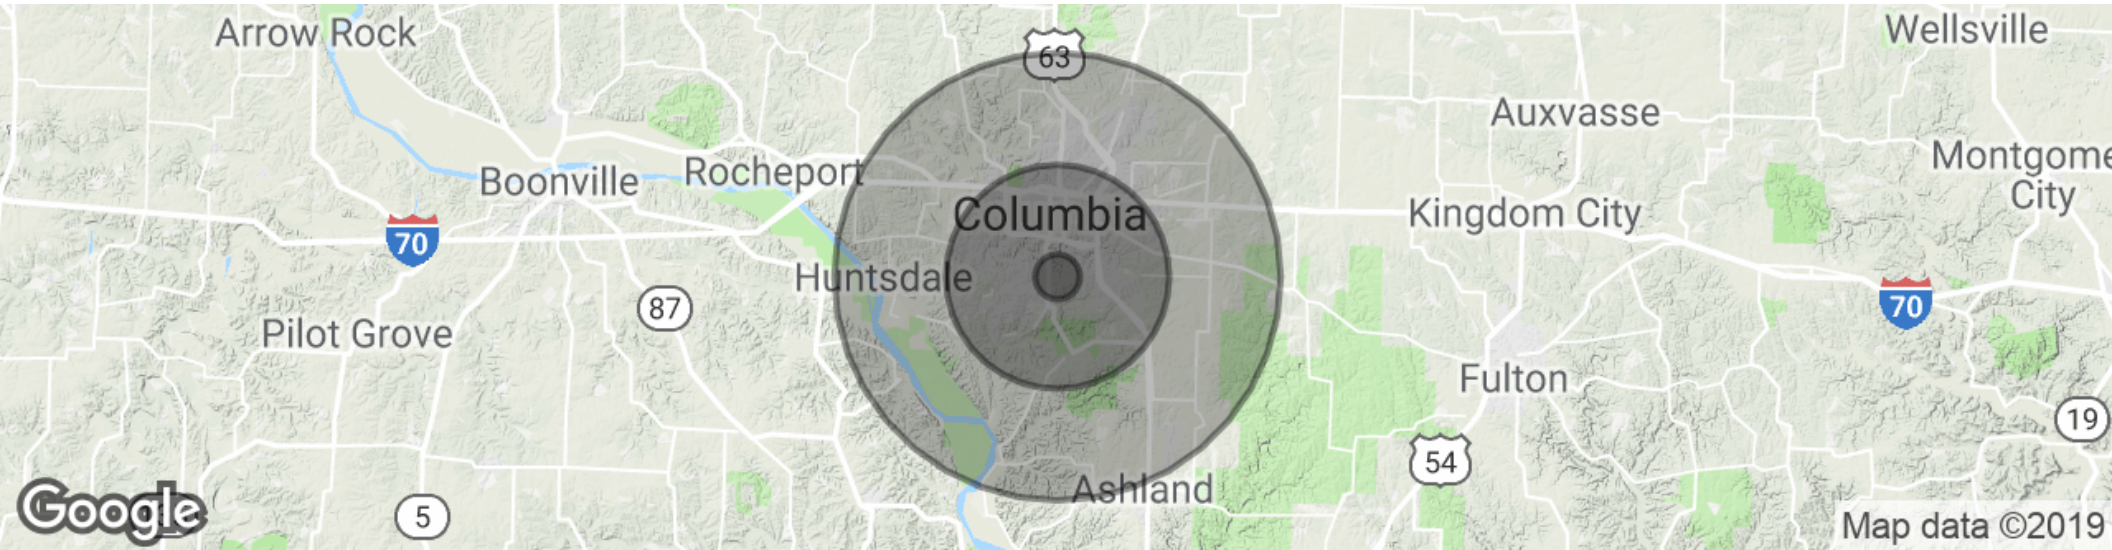 Arrow Rock
63
Wellsville
Auxvasse
Rocheport
Boonville
Montgome
City
Columbia
Kingdom City
70
Huntsdale
87
70
Pilot Grove
Fulton
19
54
Ashland
Google
5
Map data ©2019